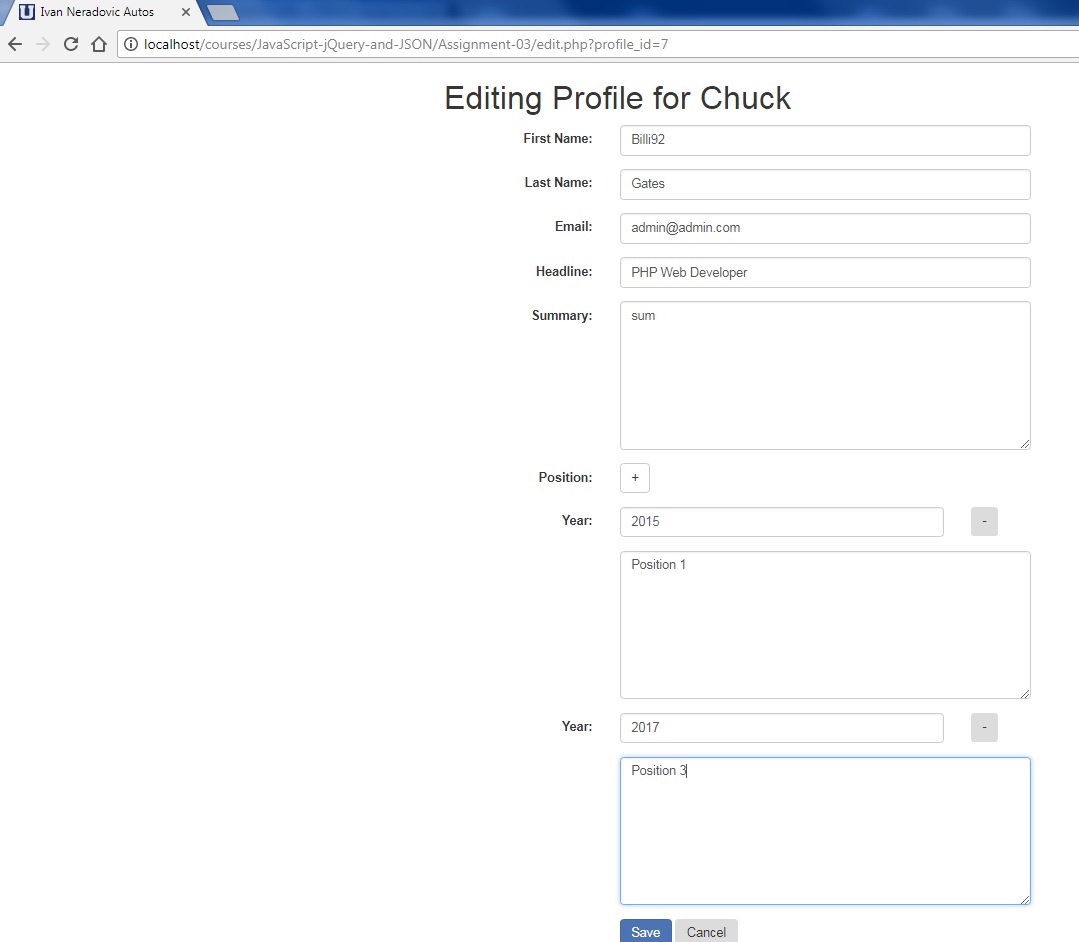 Ivan Neradovic Autos
localhost/courses/JavaScript-jQuery-and-JSON/Assignment-03/edit.php?profile_id=7
Editing Profile for Chuck
First Name: Billi92
Last Name: Gates
Email: admin@admin.com
Headline: PHP Web Developer
Summary: sum
Position: +
Year: 2015 -
Position 1
Year: 2017 -
Position 3
Save Cancel